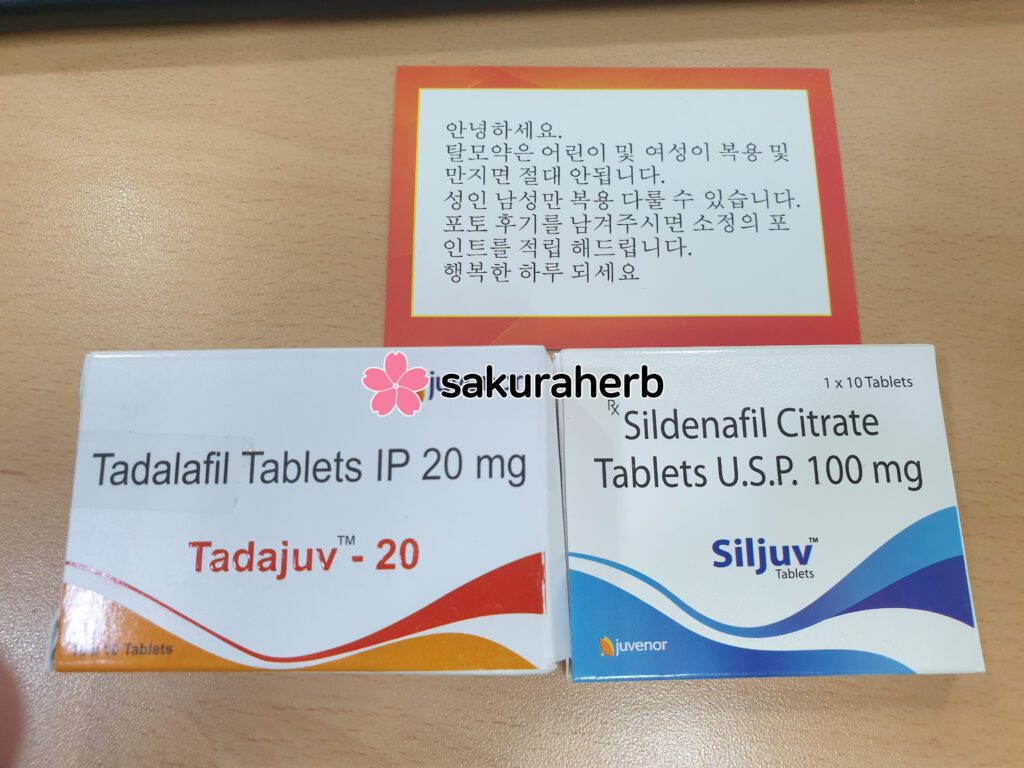 안녕하세요.
탈모약은 어린이 및 여성이 복용 및
만지면 절대 안됩니다.
성인 남성만 복용 다룰 수 있습니다.
포토 후기를 남겨주시면 소정의 포
인트를 적립 해드립니다.
행복한 하루 되세요
sakuraherb
Tadalafil Tablets IP 20 mg
Tadajuv™ - 20
10 Tablets
1 x 10 Tablets
Rx
Sildenafil Citrate
Tablets U.S.P. 100 mg
Siljuv™
Tablets
juvenor